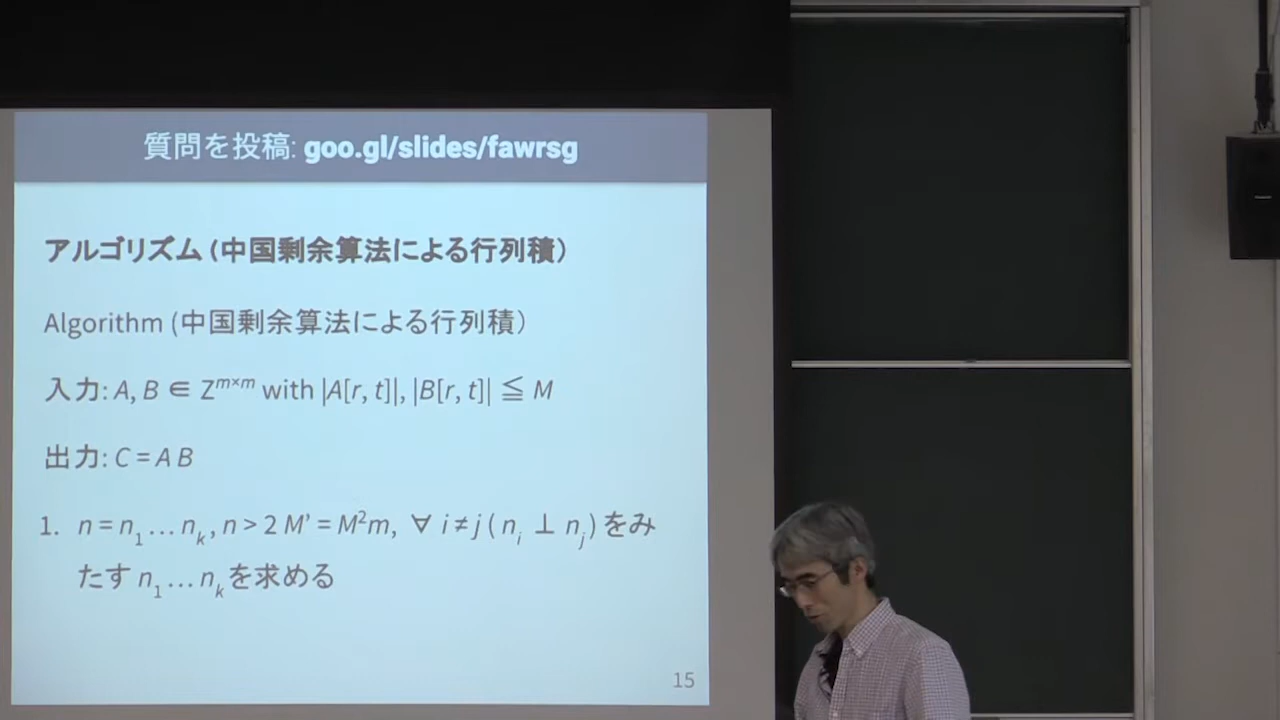 質問を投稿: goo.gl/slides/fawrsg
アルゴリズム (中国剰余算法による行列積)
Algorithm (中国剰余算法による行列積)
入力: A, B ∈ Z^{m×m} with |A[r, t]|, |B[r, t]| ≦ M
出力: C = A B
1. n = n_1 … n_k, n > 2 M' = M^2m, ∀ i ≠ j ( n_i ⊥ n_j ) をみ
たす n_1 … n_k を求める
15